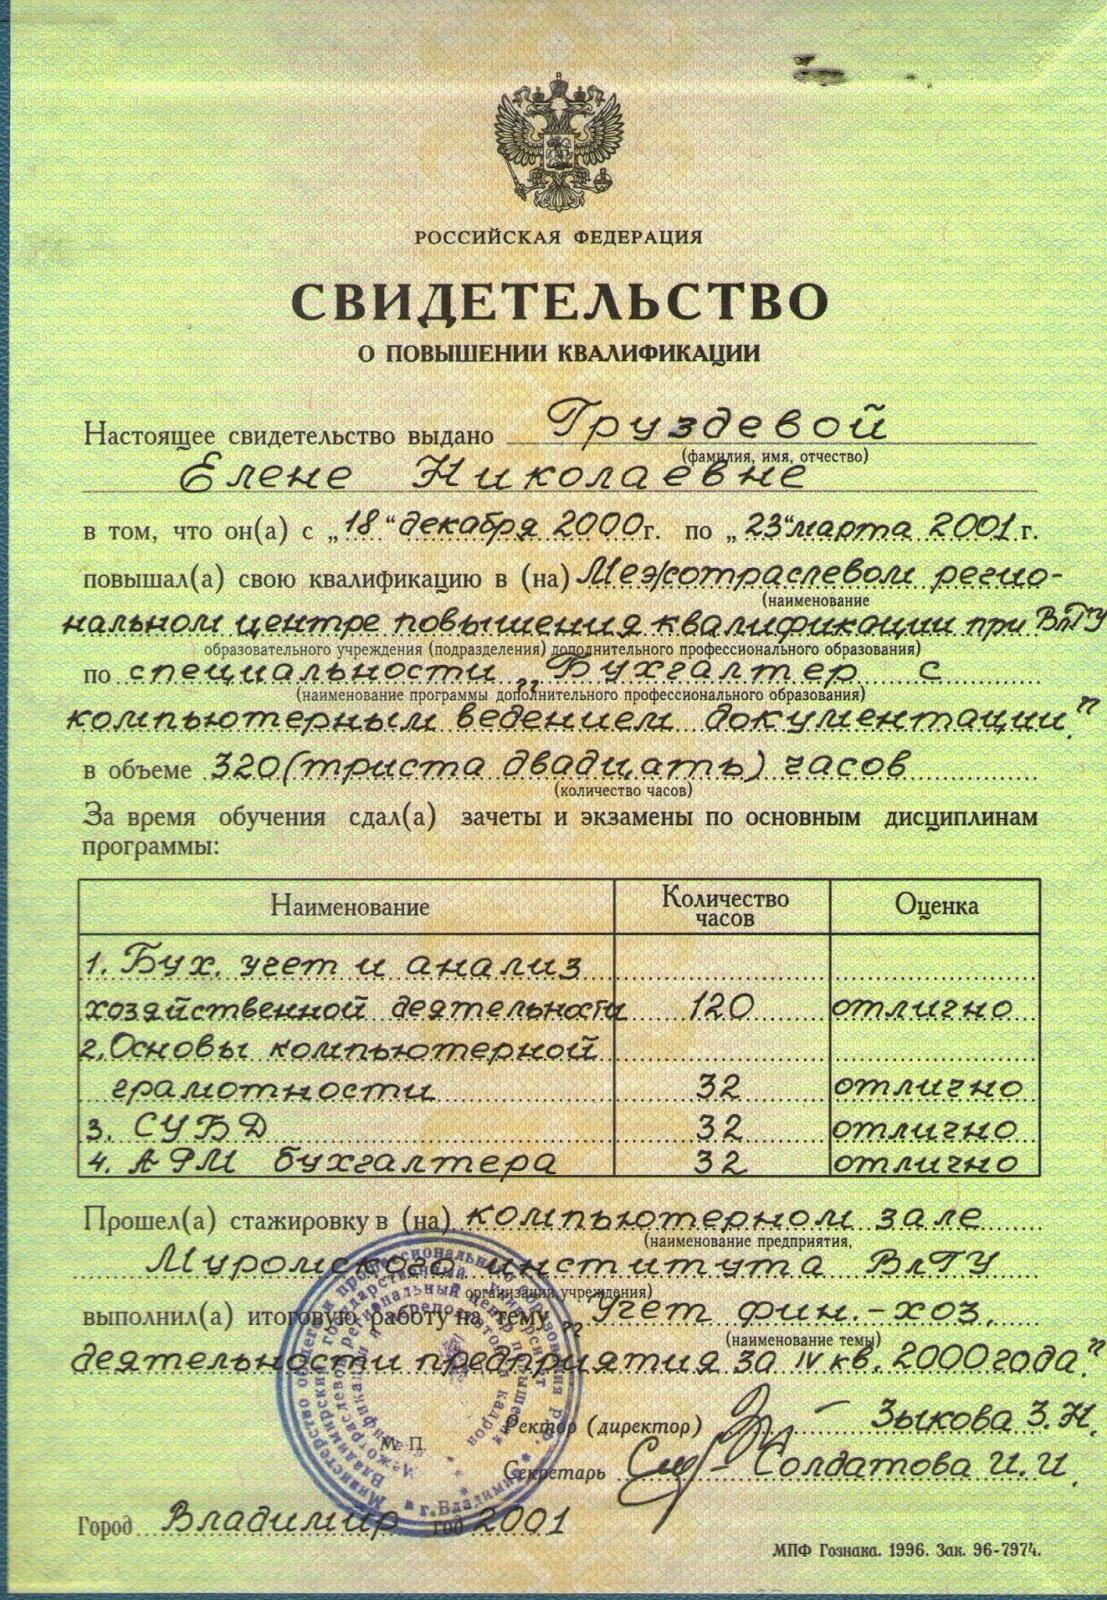 РОССИЙСКАЯ ФЕДЕРАЦИЯ
СВИДЕТЕЛЬСТВО
О ПОВЫШЕНИИ КВАЛИФИКАЦИИ
Настоящее свидетельство выдано Груздевой
(фамилия, имя, отчество)
Елене Николаевне
в том, что он(а) с „18“ декабря 2000г. по „23“ марта 2001 г.
повышал(а) свою квалификацию в (на) Межотраслевом регио-
(наименование
нальном центре повышения квалификации при ВлГУ
образовательного учреждения (подразделения) дополнительного профессионального образования)
по специальности „Бухгалтер с
(наименование программы дополнительного профессионального образования)
компьютерным ведением документации."
в объеме 320 (триста двадцать) часов
(количество часов)
За время обучения сдал(а) зачеты и экзамены по основным дисциплинам
программы:
Наименование Количество часов Оценка
1. Бух. учет и анализ
хозяйственной деятельности 120 отлично
2. Основы компьютерной
грамотности 32 отлично
3. СУБД 32 отлично
4. АРМ бухгалтера 32 отлично
Прошел(а) стажировку в (на) компьютерном зале
(наименование предприятия,
Муромского института ВлГУ
организации, учреждения)
выполнил(а) итоговую работу на тему „Учет фин.-хоз.
(наименование темы)
деятельности предприятия за IV кв. 2000 года."
Ректор (директор) Зыкова З.Н.
М. П.
Секретарь Солдатова И.И.
Город Владимир год 2001
МПФ Гознака. 1996. Зак. 96-7974.